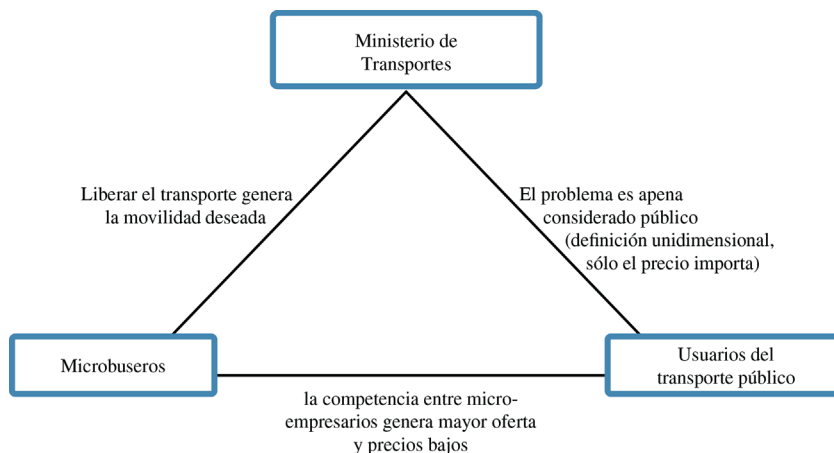 Ministerio de
Transportes
Liberar el transporte genera
la movilidad deseada
El problema es apena
considerado público
(definición unidimensional,
sólo el precio importa)
Microbuseros
Usuarios del
transporte público
la competencia entre micro-
empresarios genera mayor oferta
y precios bajos